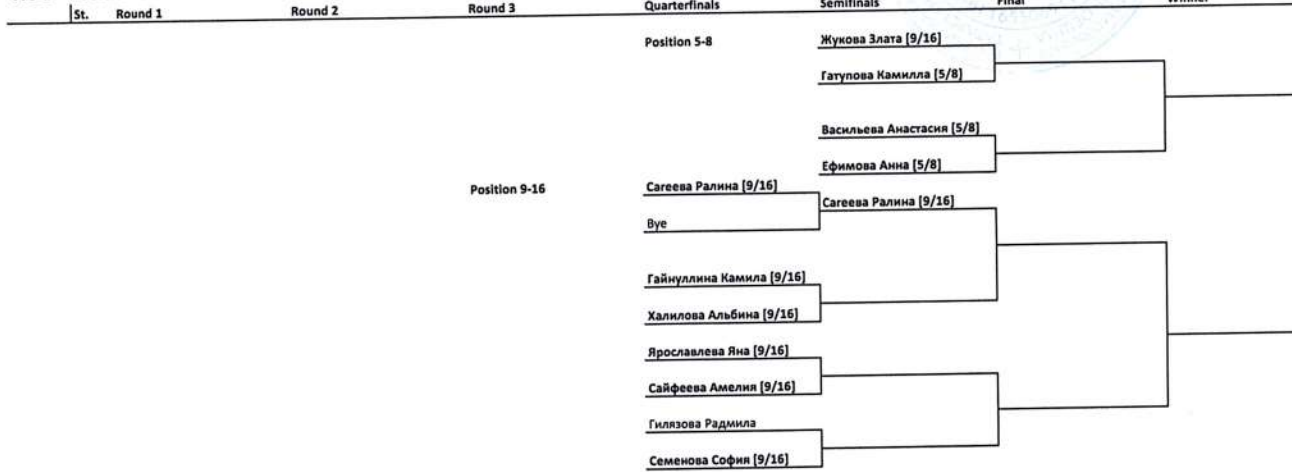 St. Round 1 Round 2 Round 3 Quarterfinals Semifinals Final Winner
Position 5-8 Жукова Злата [9/16]
Гатупова Камилла [5/8]
Васильева Анастасия [5/8]
Ефимова Анна [5/8]
Position 9-16 Сагеева Ралина [9/16]
Сагеева Ралина [9/16]
Bye
Гайнуллина Камила [9/16]
Халилова Альбина [9/16]
Ярославлева Яна [9/16]
Сайфеева Амелия [9/16]
Гилязова Радмила
Семенова София [9/16]